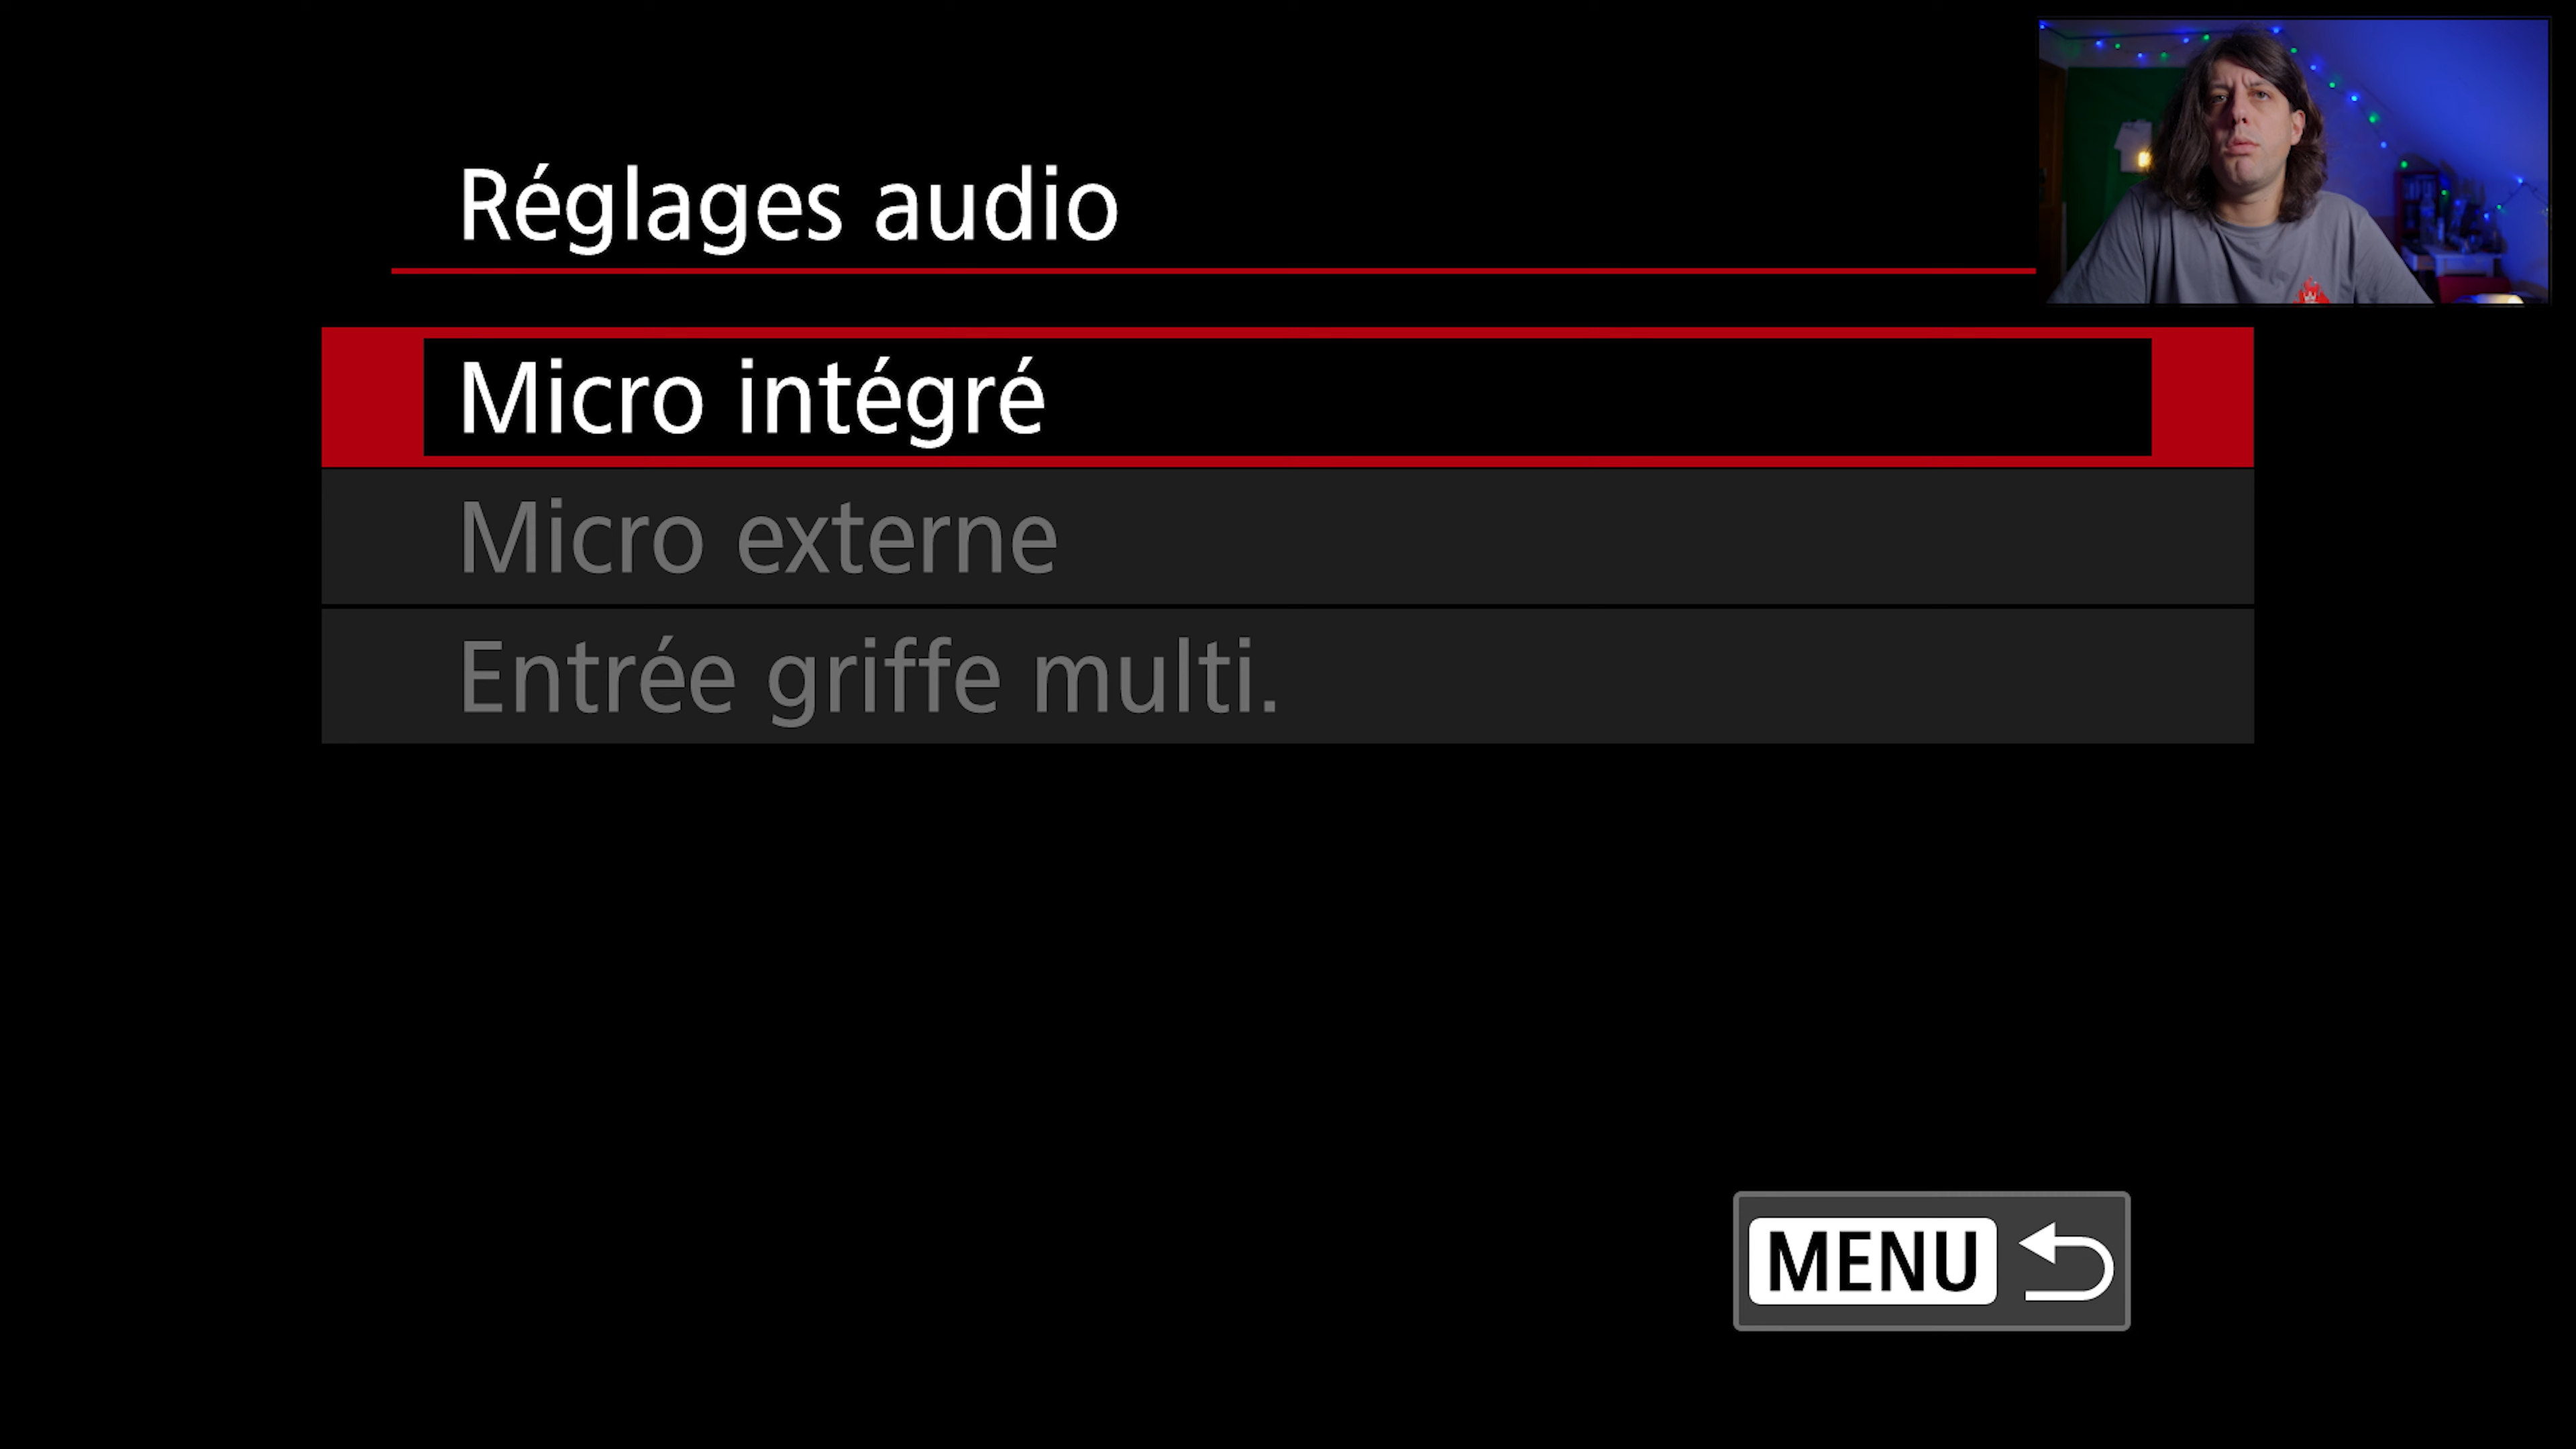 Réglages audio
Micro intégré
Micro externe
Entrée griffe multi.
MENU